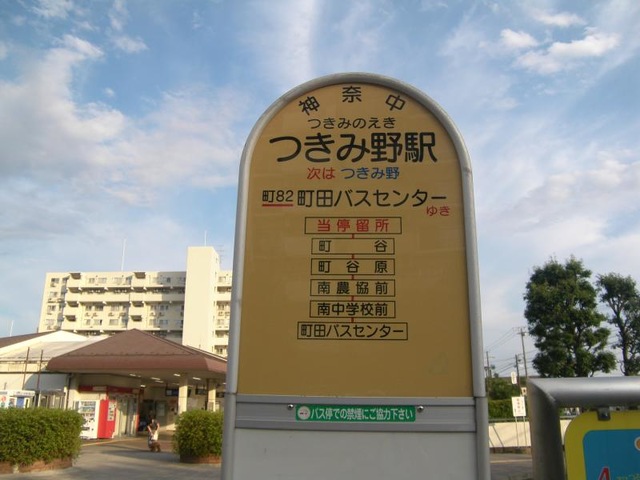 神奈中
つきみのえき
つきみ野駅
次は つきみ野
町82 町田バスセンター
ゆき
当停留所
町谷
町谷原
南農協前
南中学校前
町田バスセンター
バス停での禁煙にご協力下さい